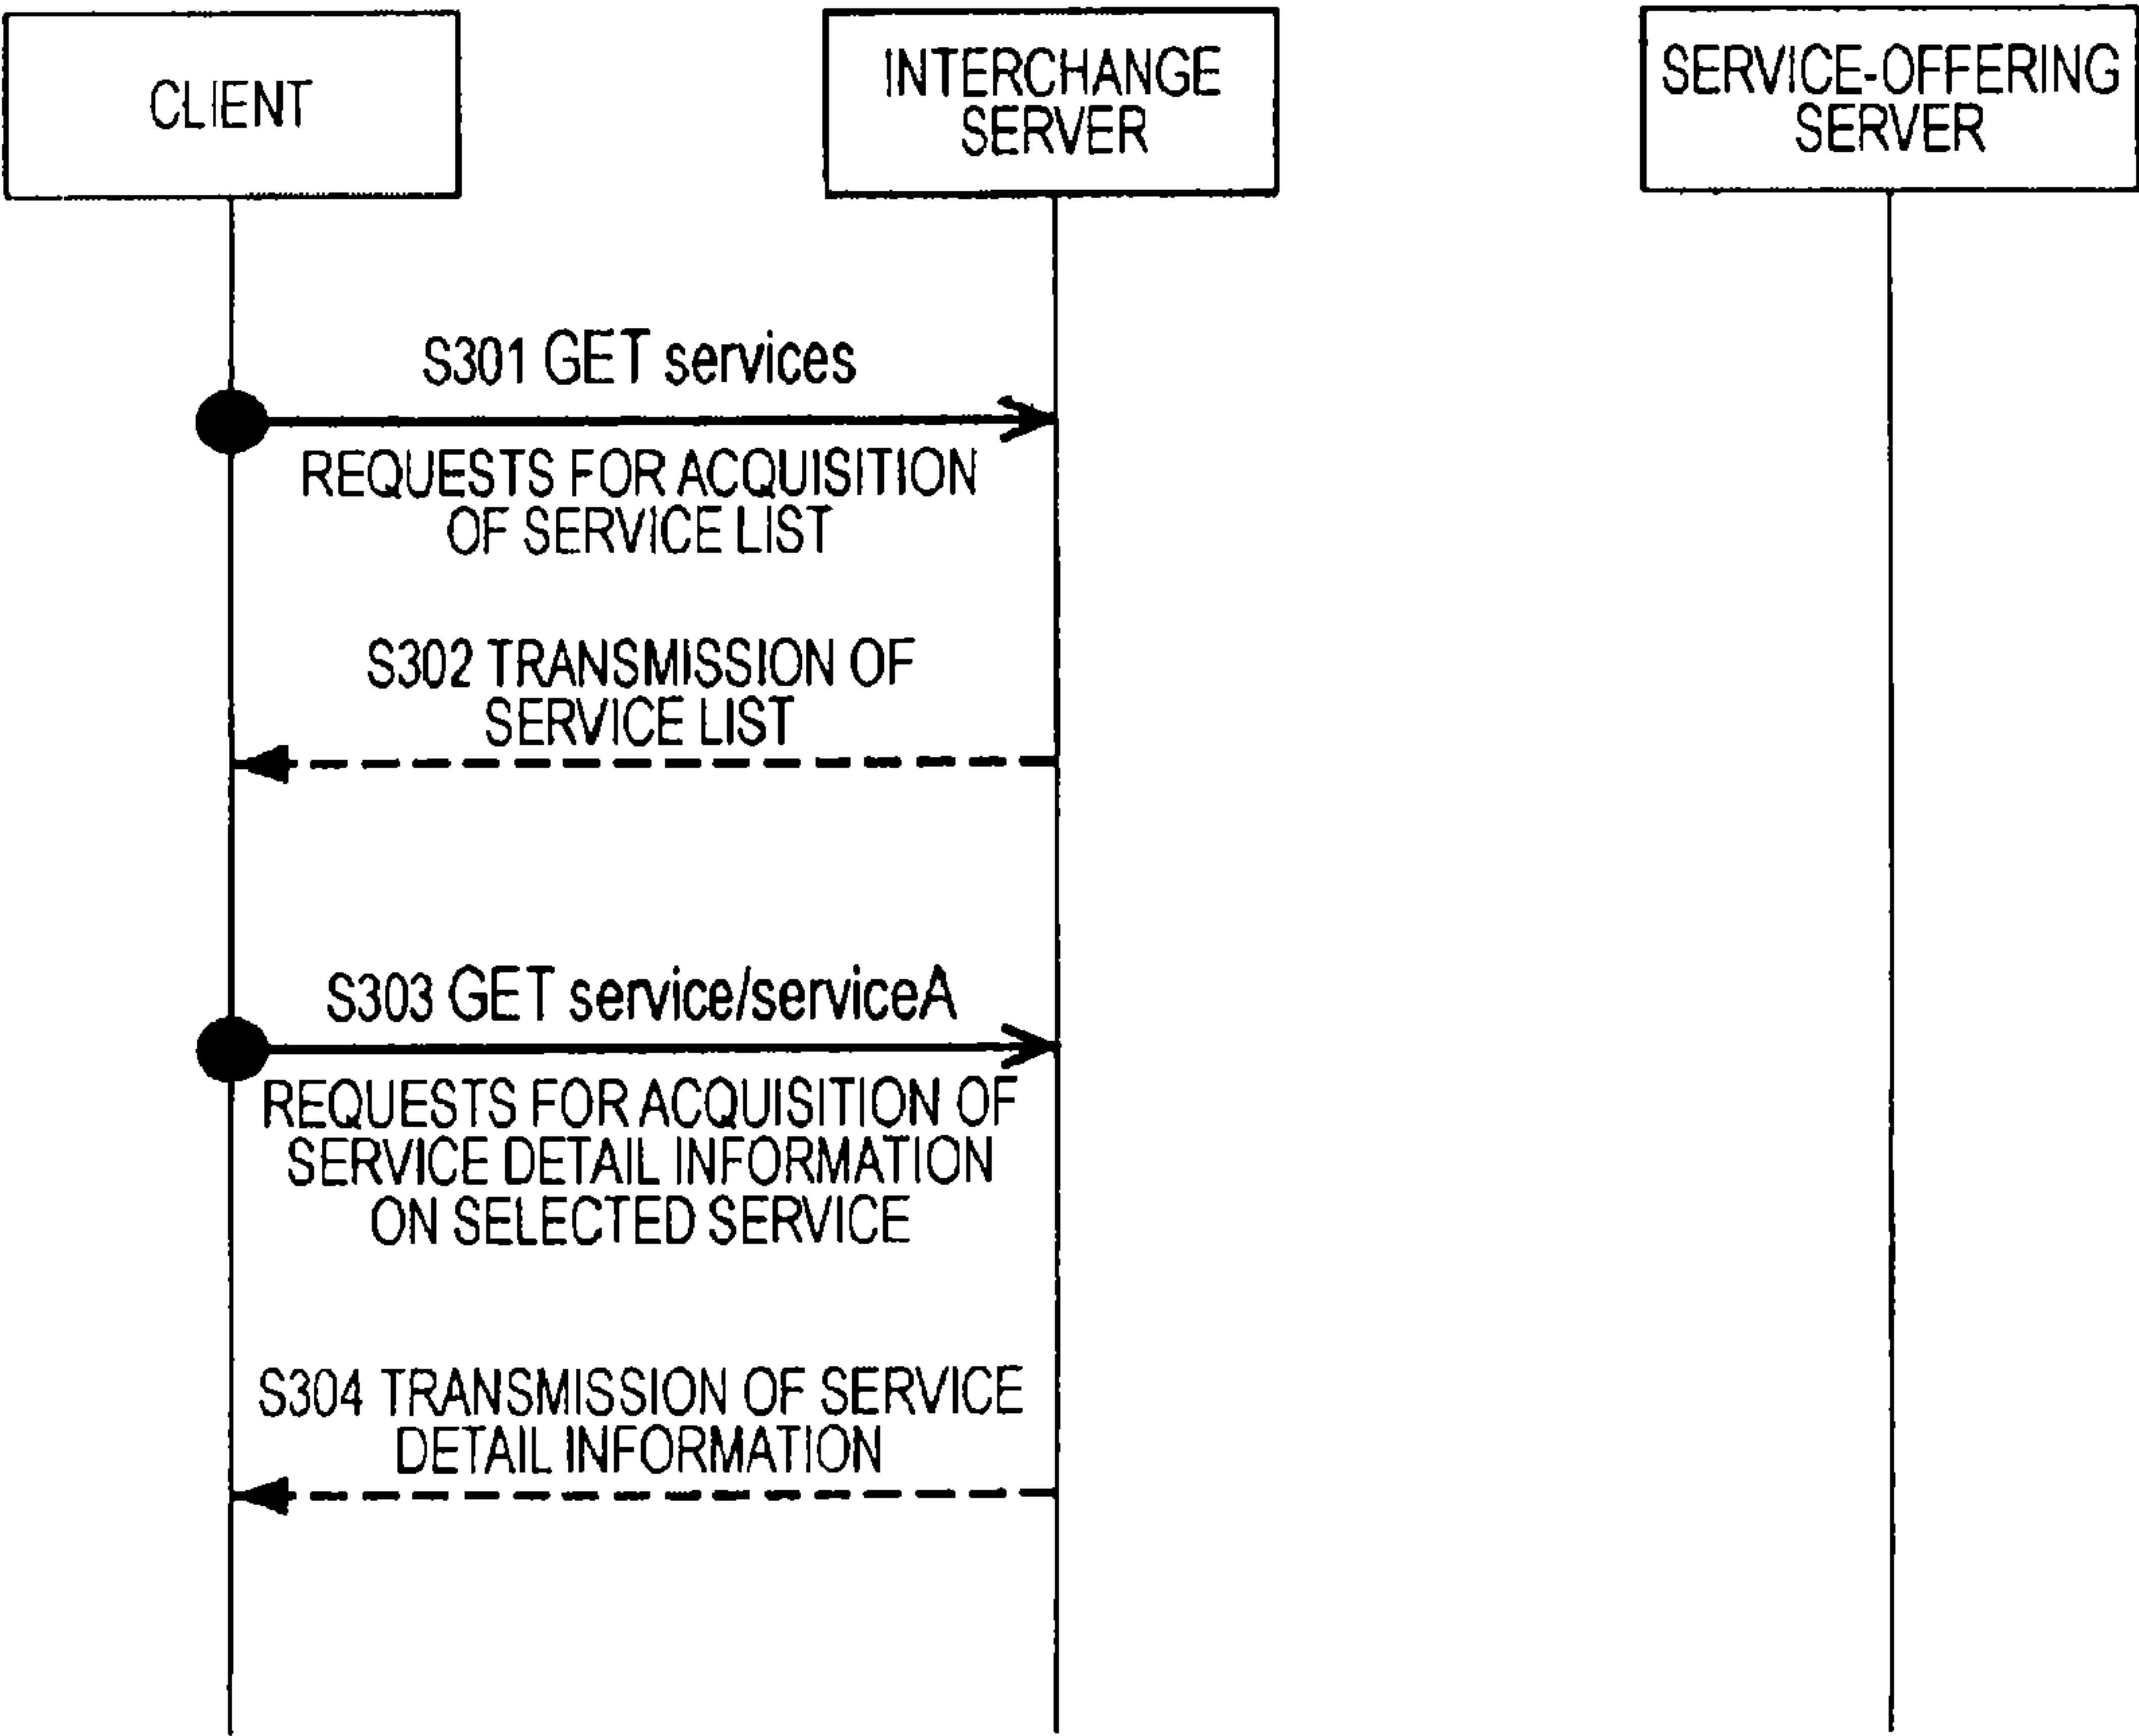 CLIENT
INTERCHANGE
SERVER
SERVICE-OFFERING
SERVER
S301 GET services
REQUESTS FOR ACQUISITION
OF SERVICE LIST
S302 TRANSMISSION OF
SERVICE LIST
S303 GET service/serviceA
REQUESTS FOR ACQUISITION OF
SERVICE DETAIL INFORMATION
ON SELECTED SERVICE
S304 TRANSMISSION OF SERVICE
DETAIL INFORMATION